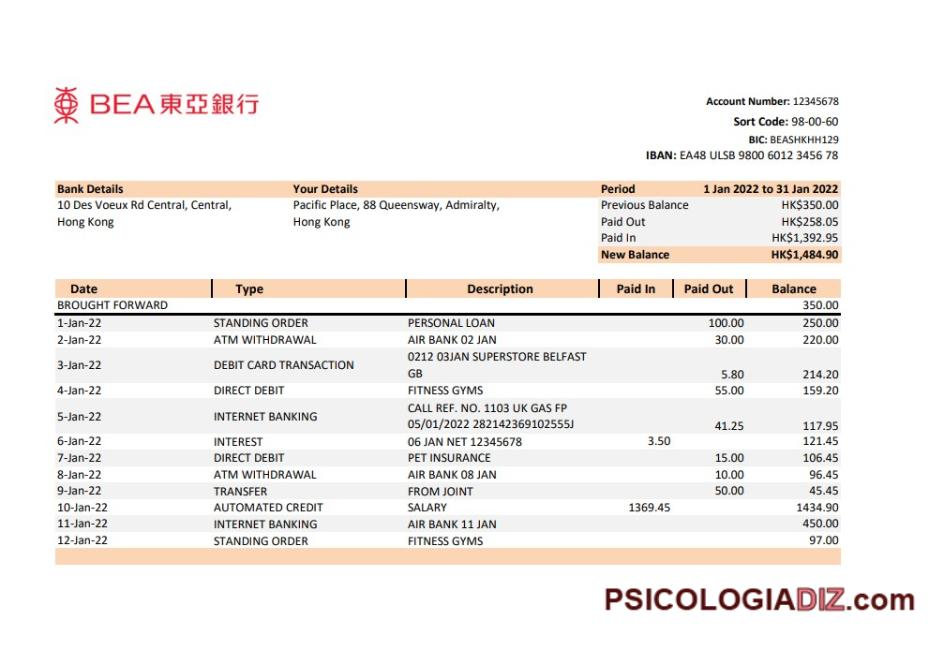 BEA東亞銀行
Account Number: 12345678
Sort Code: 98-00-60
BIC: BEASHKHH129
IBAN: EA48 ULSB 9800 6012 3456 78
Bank Details Your Details Period 1 Jan 2022 to 31 Jan 2022
10 Des Voeux Rd Central, Central, Pacific Place, 88 Queensway, Admiralty, Previous Balance HK$350.00
Hong Kong Hong Kong Paid Out HK$258.05
Paid In HK$1,392.95
New Balance HK$1,484.90
Date Type Description Paid In Paid Out Balance
BROUGHT FORWARD 350.00
1-Jan-22 STANDING ORDER PERSONAL LOAN 100.00 250.00
2-Jan-22 ATM WITHDRAWAL AIR BANK 02 JAN 30.00 220.00
3-Jan-22 DEBIT CARD TRANSACTION 0212 03JAN SUPERSTORE BELFAST
GB 5.80 214.20
4-Jan-22 DIRECT DEBIT FITNESS GYMS 55.00 159.20
5-Jan-22 INTERNET BANKING CALL REF. NO. 1103 UK GAS FP
05/01/2022 282142369102555J 41.25 117.95
6-Jan-22 INTEREST 06 JAN NET 12345678 3.50 121.45
7-Jan-22 DIRECT DEBIT PET INSURANCE 15.00 106.45
8-Jan-22 ATM WITHDRAWAL AIR BANK 08 JAN 10.00 96.45
9-Jan-22 TRANSFER FROM JOINT 50.00 45.45
10-Jan-22 AUTOMATED CREDIT SALARY 1369.45 1434.90
11-Jan-22 INTERNET BANKING AIR BANK 11 JAN 450.00
12-Jan-22 STANDING ORDER FITNESS GYMS 97.00
PSICOLOGIADIZ.com